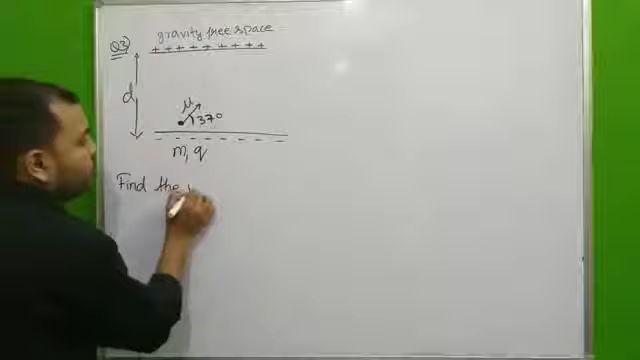 Q3) gravity free space
+ + + + + + + + +
d
u
37°
- - - - - - - -
m, q
Find the